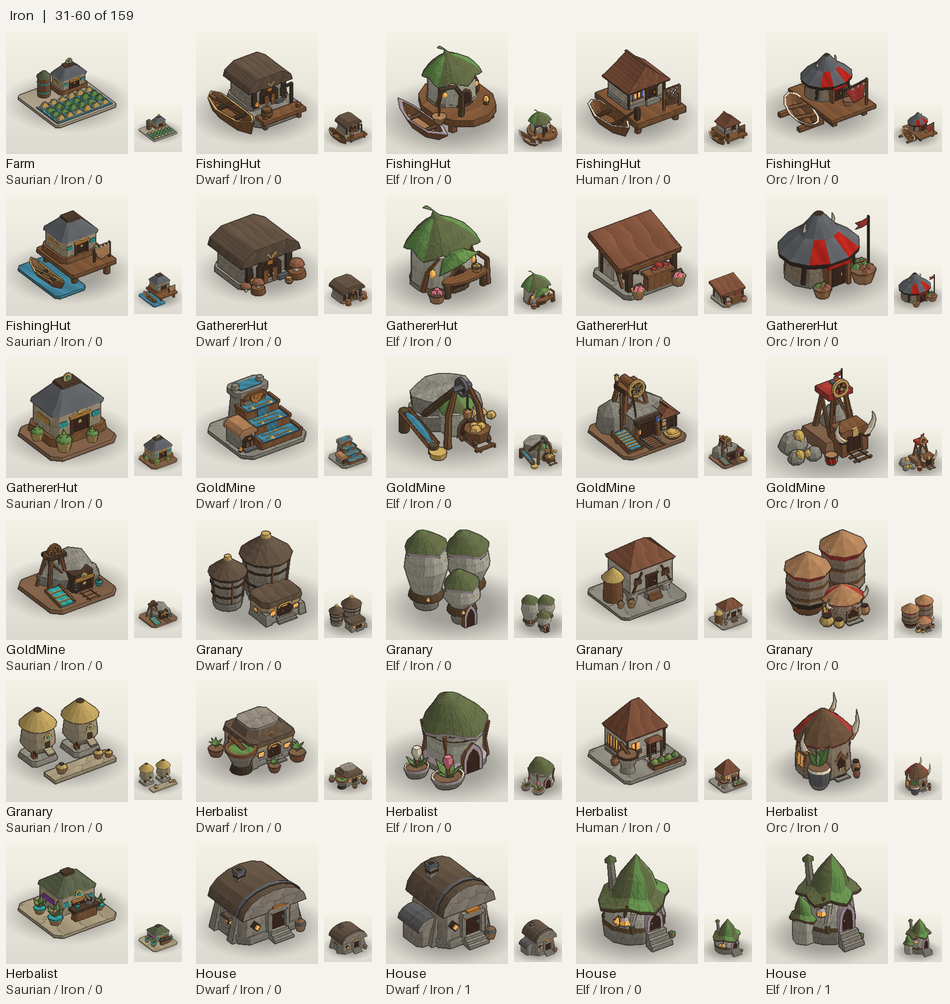 Iron | 31-60 of 159
Farm
Saurian / Iron / 0
FishingHut
Dwarf / Iron / 0
FishingHut
Elf / Iron / 0
FishingHut
Human / Iron / 0
FishingHut
Orc / Iron / 0
FishingHut
Saurian / Iron / 0
GathererHut
Dwarf / Iron / 0
GathererHut
Elf / Iron / 0
GathererHut
Human / Iron / 0
GathererHut
Orc / Iron / 0
GathererHut
Saurian / Iron / 0
GoldMine
Dwarf / Iron / 0
GoldMine
Elf / Iron / 0
GoldMine
Human / Iron / 0
GoldMine
Orc / Iron / 0
GoldMine
Saurian / Iron / 0
Granary
Dwarf / Iron / 0
Granary
Elf / Iron / 0
Granary
Human / Iron / 0
Granary
Orc / Iron / 0
Granary
Saurian / Iron / 0
Herbalist
Dwarf / Iron / 0
Herbalist
Elf / Iron / 0
Herbalist
Human / Iron / 0
Herbalist
Orc / Iron / 0
Herbalist
Saurian / Iron / 0
House
Dwarf / Iron / 0
House
Dwarf / Iron / 1
House
Elf / Iron / 0
House
Elf / Iron / 1